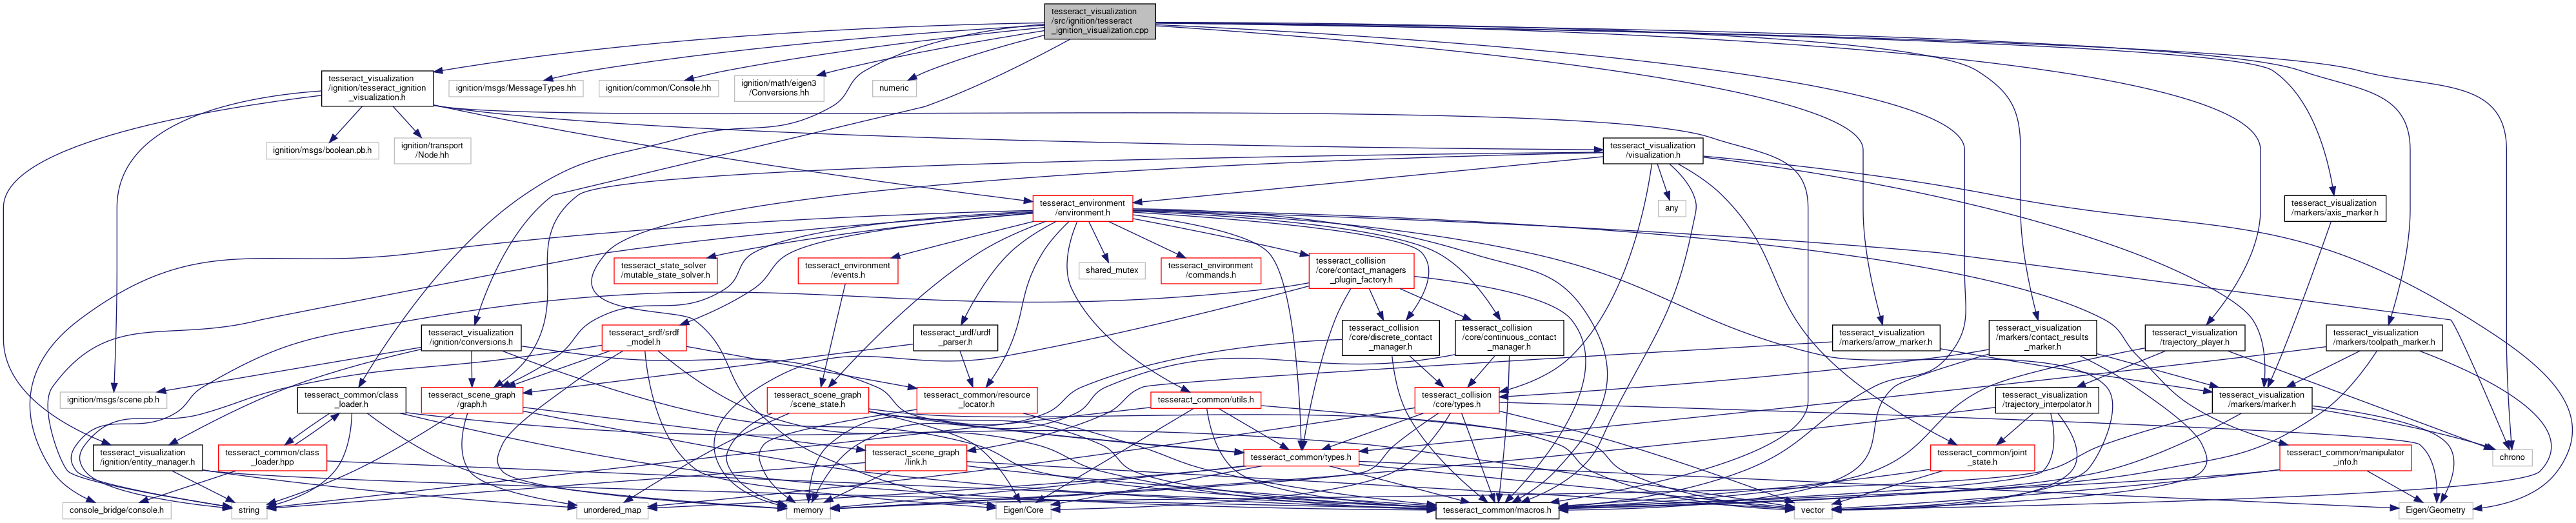 tesseract_visualization
/src/ignition/tesseract
_ignition_visualization.cpp
tesseract_visualization
/ignition/tesseract_ignition
_visualization.h
ignition/msgs/MessageTypes.hh
ignition/common/Console.hh
ignition/math/eigen3
/Conversions.hh
numeric
ignition/msgs/boolean.pb.h
ignition/transport
/Node.hh
tesseract_visualization
/visualization.h
tesseract_environment
/environment.h
any
tesseract_visualization
/markers/axis_marker.h
tesseract_state_solver
/mutable_state_solver.h
tesseract_environment
/events.h
shared_mutex
tesseract_environment
/commands.h
tesseract_collision
/core/contact_managers
_plugin_factory.h
tesseract_visualization
/ignition/conversions.h
tesseract_srdf/srdf
_model.h
tesseract_urdf/urdf
_parser.h
tesseract_collision
/core/discrete_contact
_manager.h
tesseract_collision
/core/continuous_contact
_manager.h
tesseract_visualization
/markers/arrow_marker.h
tesseract_visualization
/markers/contact_results
_marker.h
tesseract_visualization
/trajectory_player.h
tesseract_visualization
/markers/toolpath_marker.h
ignition/msgs/scene.pb.h
tesseract_common/class
_loader.h
tesseract_scene_graph
/graph.h
tesseract_scene_graph
/scene_state.h
tesseract_common/resource
_locator.h
tesseract_common/utils.h
tesseract_collision
/core/types.h
tesseract_visualization
/trajectory_interpolator.h
tesseract_visualization
/markers/marker.h
tesseract_visualization
/ignition/entity_manager.h
tesseract_common/class
_loader.hpp
tesseract_scene_graph
/link.h
tesseract_common/types.h
tesseract_common/joint
_state.h
tesseract_common/manipulator
_info.h
chrono
console_bridge/console.h
string
unordered_map
memory
Eigen/Core
tesseract_common/macros.h
vector
Eigen/Geometry